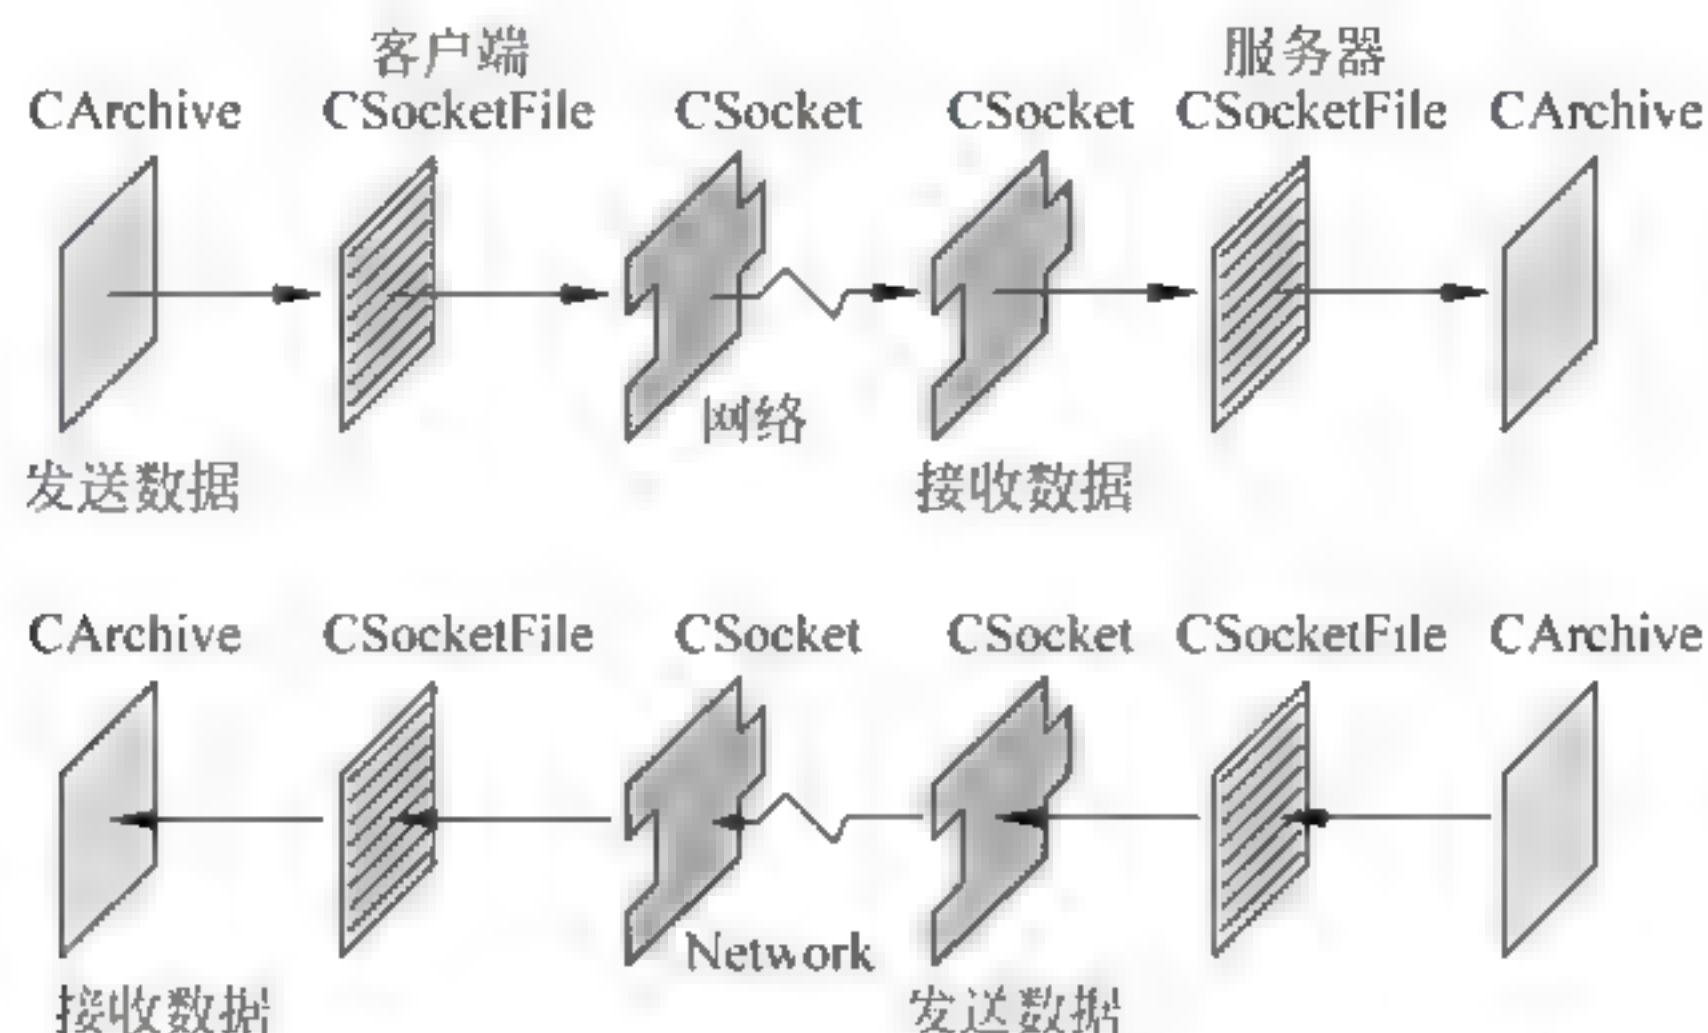 客户端 服务器
CArchive CSocketFile CSocket CSocket CSocketFile CArchive
网络
发送数据 接收数据
CArchive CSocketFile CSocket CSocket CSocketFile CArchive
Network
接收数据 发送数据